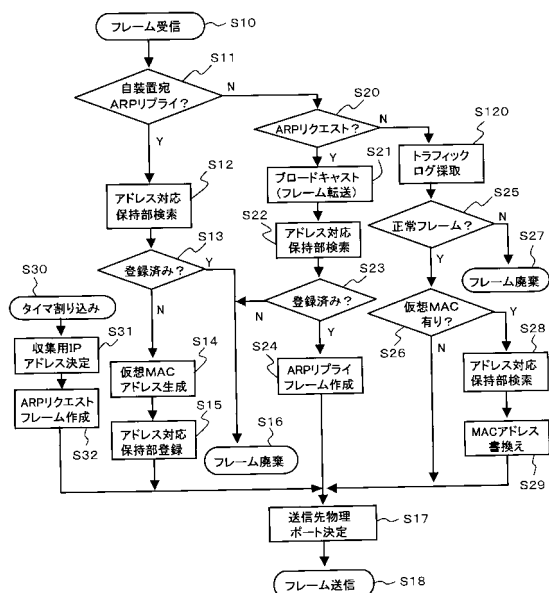 フレーム受信
S10
S11
自装置宛
ARPリプライ?
N
Y
S20
ARPリクエスト?
N
Y
S120
トラフィック
ログ採取
S12
アドレス対応
保持部検索
S21
ブロードキャスト
(フレーム転送)
S25
正常フレーム?
N
Y
S27
フレーム廃棄
S22
アドレス対応
保持部検索
S13
登録済み?
Y
N
S23
登録済み?
N
Y
仮想MAC
有り?
Y
N
S26
S30
タイマ割り込み
S31
収集用IP
アドレス決定
S14
仮想MAC
アドレス生成
S24
ARPリプライ
フレーム作成
S28
アドレス対応
保持部検索
ARPリクエスト
フレーム作成
S32
S15
アドレス対応
保持部登録
S16
フレーム廃棄
MACアドレス
書換え
S29
送信先物理
ポート決定
S17
フレーム送信
S18